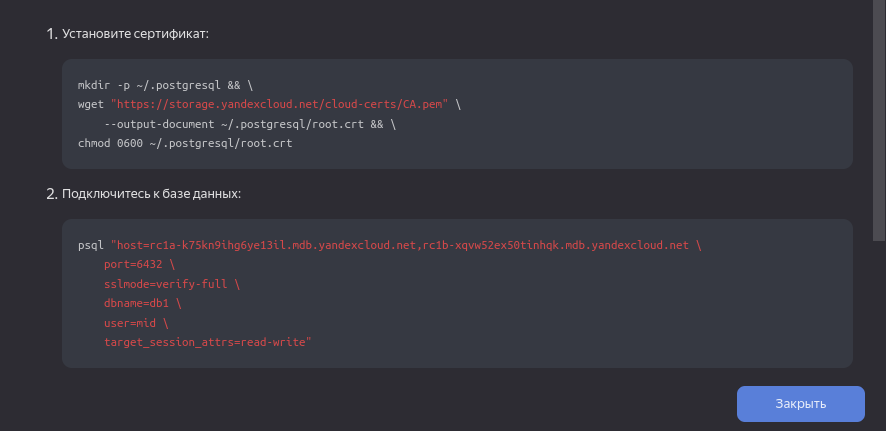 1. Установите сертификат:
mkdir -p ~/.postgresql && \
wget "https://storage.yandexcloud.net/cloud-certs/CA.pem" \
--output-document ~/.postgresql/root.crt && \
chmod 0600 ~/.postgresql/root.crt
2. Подключитесь к базе данных:
psql "host=rc1a-k75kn9ihg6ye13il.mdb.yandexcloud.net,rc1b-xqvw52ex50tinhqk.mdb.yandexcloud.net \
port=6432 \
sslmode=verify-full \
dbname=db1 \
user=mid \
target_session_attrs=read-write"
Закрыть